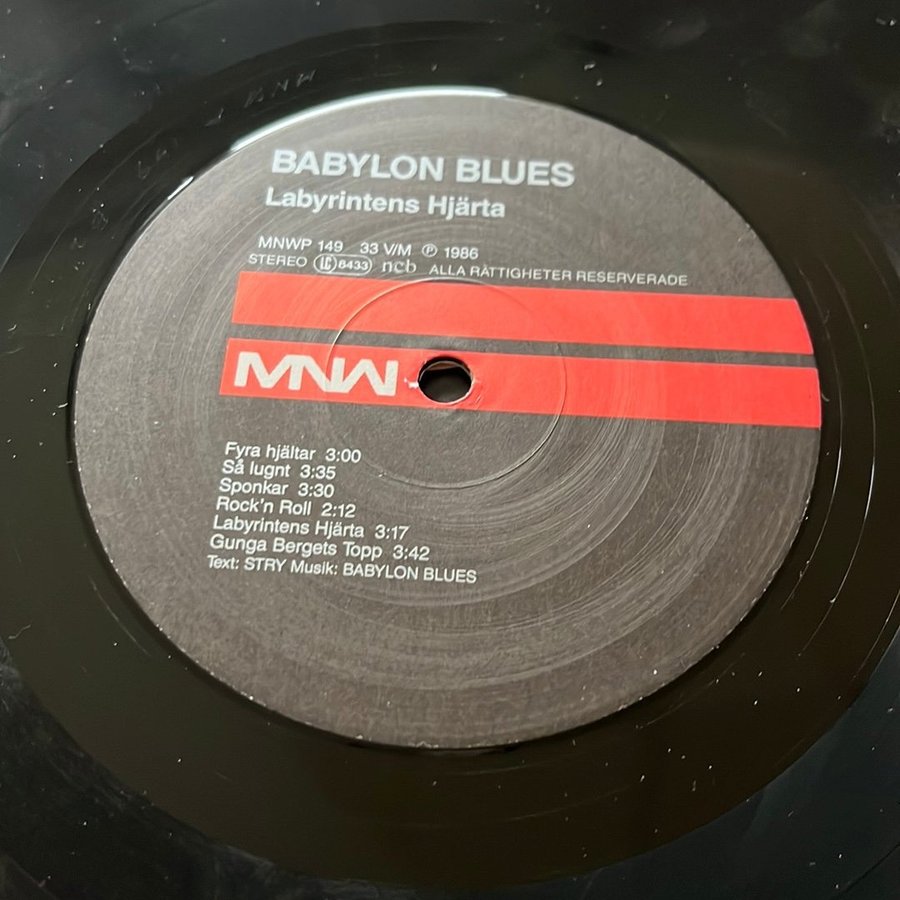 BABYLON BLUES
Labyrintens Hjärta
MNWP 149 33 V/M ℗ 1986
STEREO LC 6433 ncb ALLA RÄTTIGHETER RESERVERADE
MNW
Fyra hjältar 3:00
Så lugnt 3:35
Sponkar 3:30
Rock'n Roll 2:12
Labyrintens Hjärta 3:17
Gunga Bergets Topp 3:42
Text: STRY Musik: BABYLON BLUES